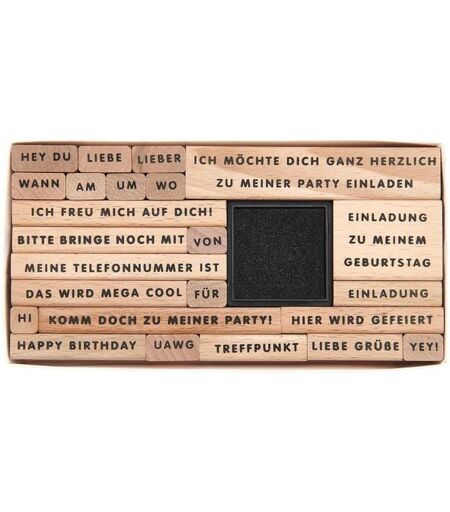 HEY DU LIEBE LIEBER
ICH MÖCHTE DICH GANZ HERZLICH
ZU MEINER PARTY EINLADEN
WANN AM UM WO
ICH FREU MICH AUF DICH!
BITTE BRINGE NOCH MIT VON
MEINE TELEFONNUMMER IST
DAS WIRD MEGA COOL FÜR
EINLADUNG
ZU MEINEM
GEBURTSTAG
EINLADUNG
HI KOMM DOCH ZU MEINER PARTY! HIER WIRD GEFEIERT
HAPPY BIRTHDAY UAWG TREFFPUNKT LIEBE GRÜßE YEY!